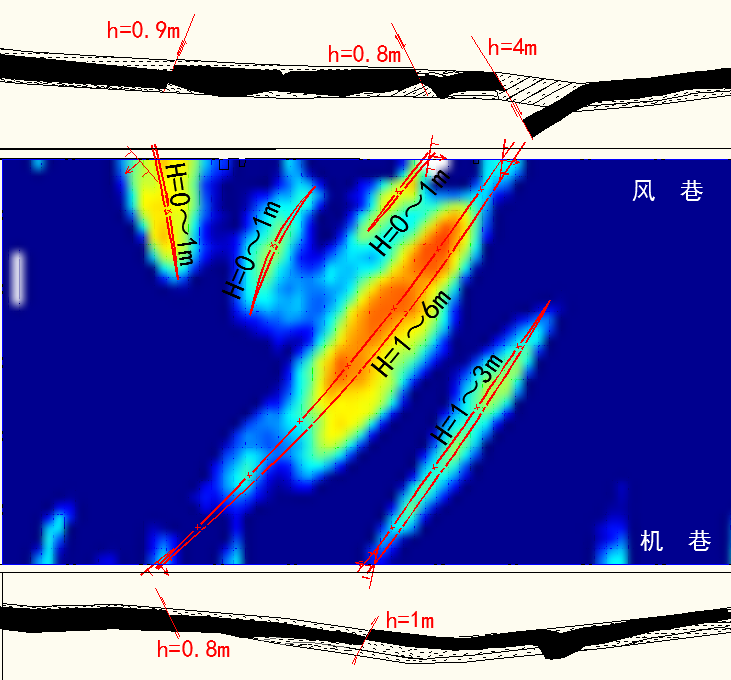 h=0.9m
h=0.8m
h=4m
H=0～1m
H=0～1m
H=0～1m
风 巷
H=1～6m
H=1～3m
机 巷
h=0.8m
h=1m